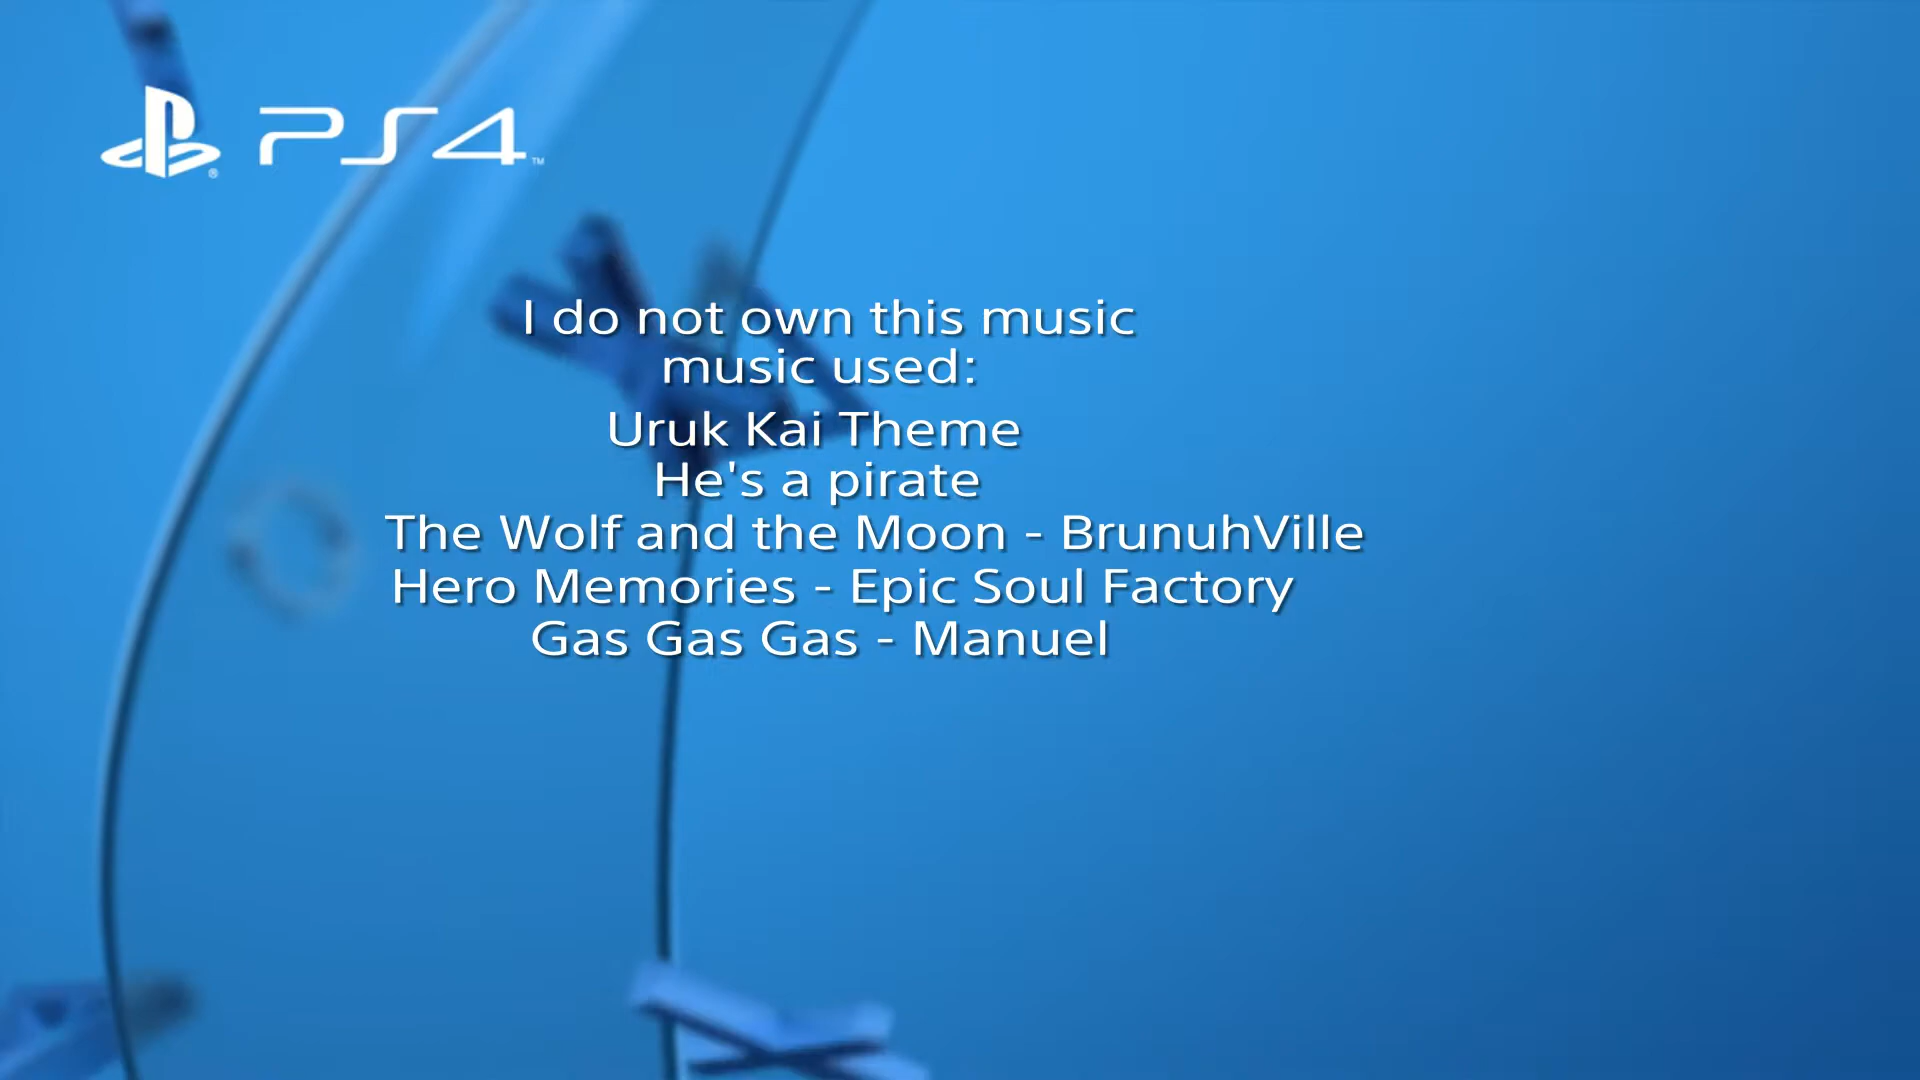 PS4™
I do not own this music
music used:
Uruk Kai Theme
He's a pirate
The Wolf and the Moon - BrunuhVille
Hero Memories - Epic Soul Factory
Gas Gas Gas - Manuel